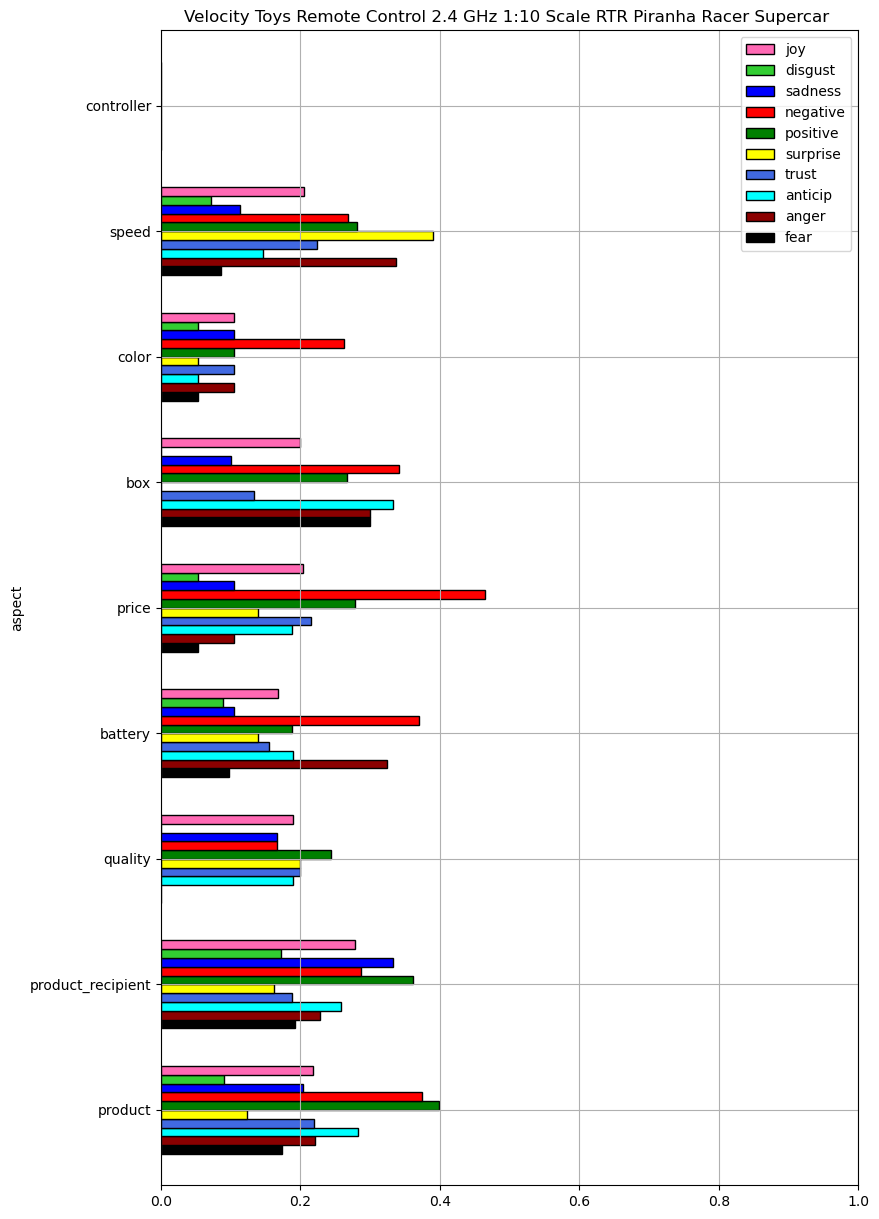 Velocity Toys Remote Control 2.4 GHz 1:10 Scale RTR Piranha Racer Supercar
joy
disgust
sadness
negative
positive
surprise
trust
anticip
anger
fear
aspect
controller
speed
color
box
price
battery
quality
product_recipient
product
0.0 0.2 0.4 0.6 0.8 1.0